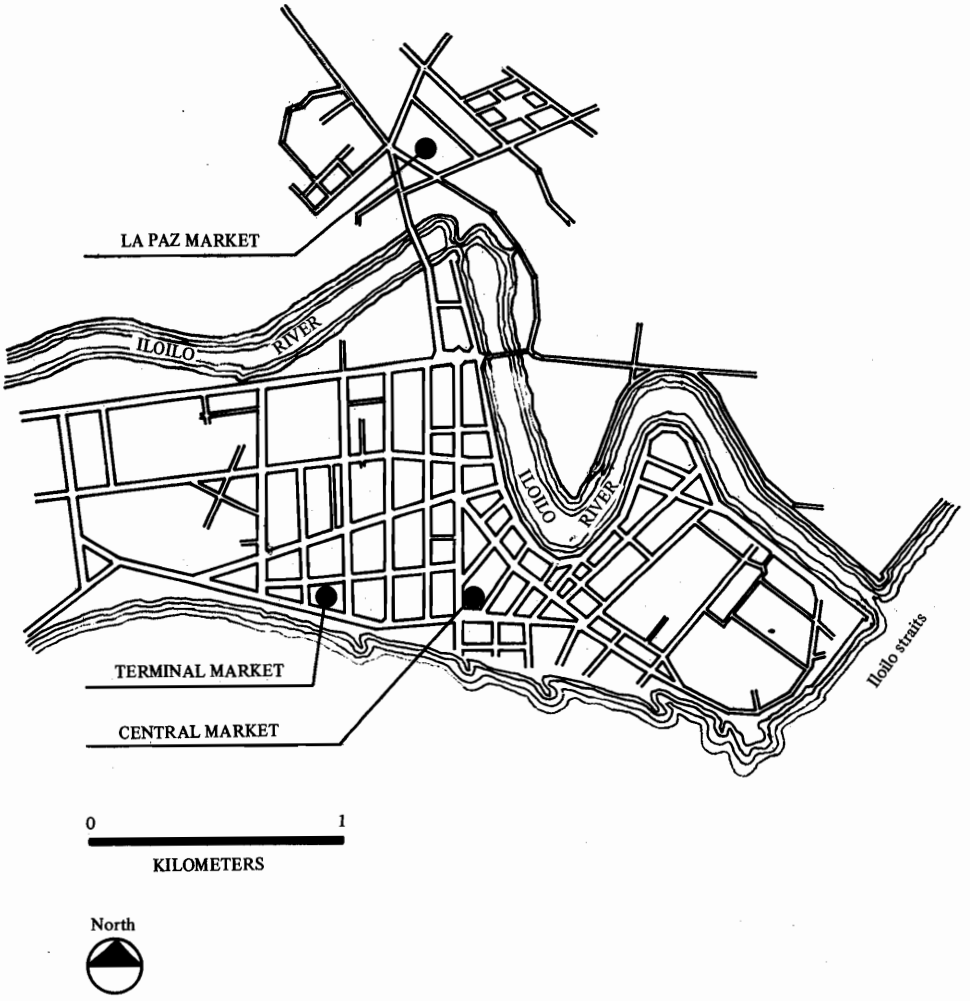 LA PAZ MARKET
ILOILO
RIVER
ILOILO
RIVER
Iloilo straits
TERMINAL MARKET
CENTRAL MARKET
0 1
KILOMETERS
North